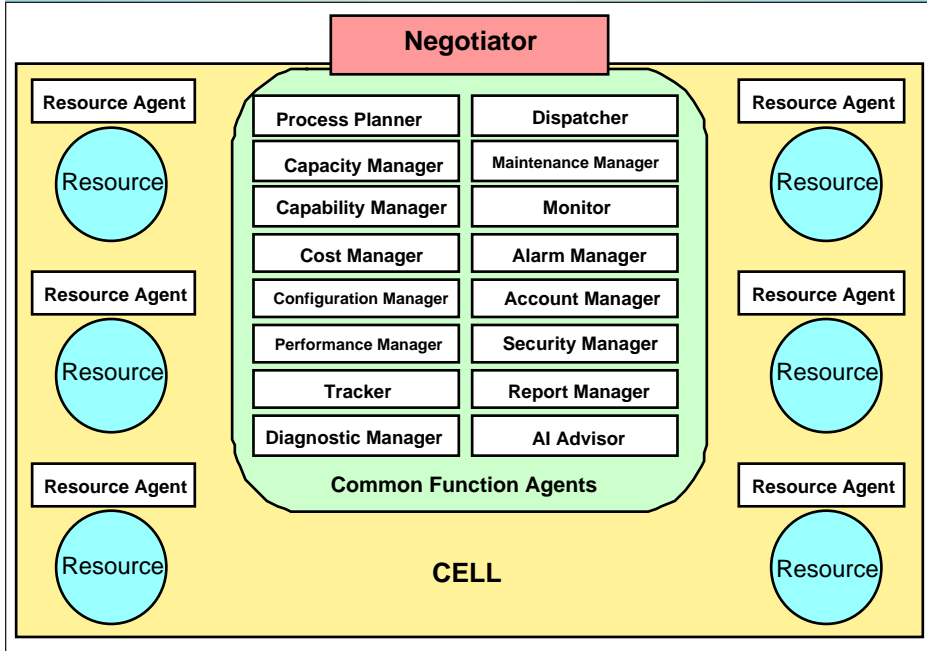 Negotiator
Resource Agent
Resource
Resource Agent
Resource
Resource Agent
Resource
Process Planner
Dispatcher
Capacity Manager
Maintenance Manager
Capability Manager
Monitor
Cost Manager
Alarm Manager
Configuration Manager
Account Manager
Performance Manager
Security Manager
Tracker
Report Manager
Diagnostic Manager
AI Advisor
Common Function Agents
CELL
Resource Agent
Resource
Resource Agent
Resource
Resource Agent
Resource